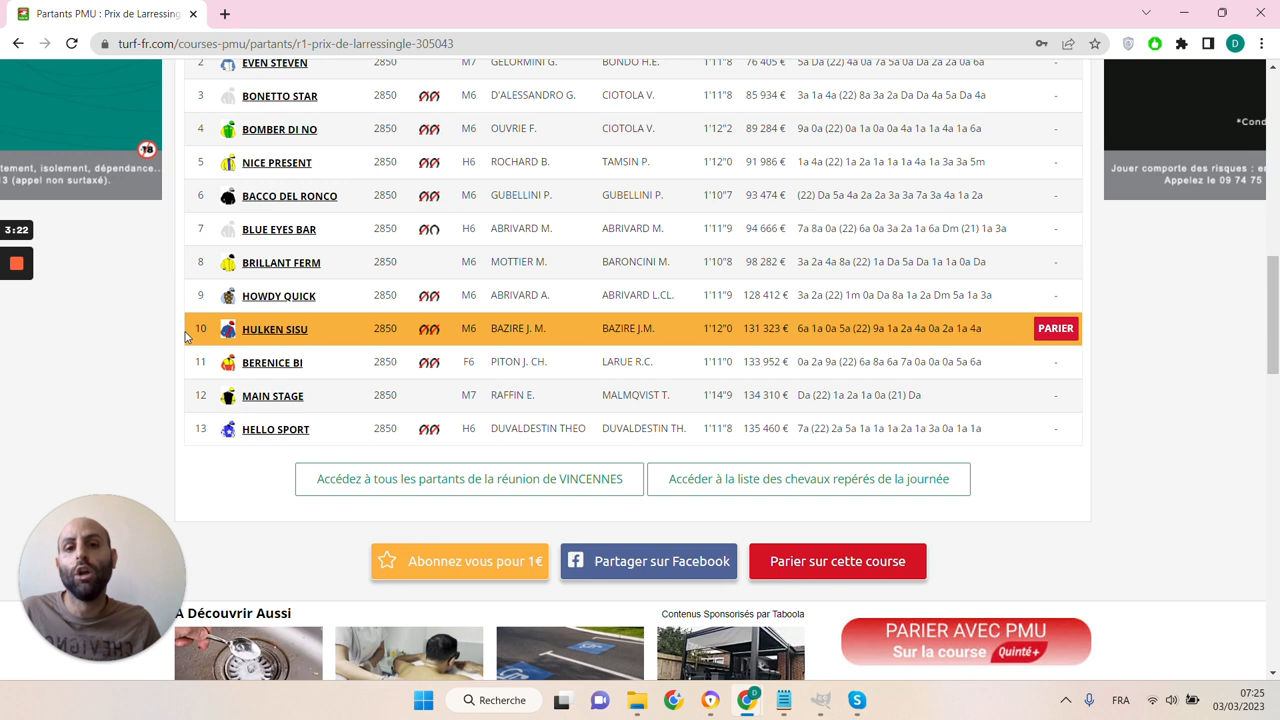 Partants PMU : Prix de Larressing
turf-fr.com/courses-pmu/partants/r1-prix-de-larressingle-305043
2 EVEN STEVEN M7 GELORMINI G. BONDO H.E. 1'11"8 76 405 € 5a Da (22) 4a 0a 7a 5a 0a Da 2a 2a 0a 6a
3 BONETTO STAR 2850 M6 D'ALESSANDRO G. CIOTOLA V. 1'11"8 85 934 € 3a 1a 4a (22) 8a 3a 2a Da Da 4a 5a Da 4a -
4 BOMBER DI NO 2850 M6 OUVRIE F. CIOTOLA V. 1'12"2 89 284 € 9a 0a (22) 0a 1a 0a 0a 4a 1a 1a 4a 1a 6a -
5 NICE PRESENT 2850 H6 ROCHARD B. TAMSIN P. 1'12"0 91 986 € 1a 4a (22) 1a 2a 1a 1a 1a 4a 1a 3a 3a 5m -
6 BACCO DEL RONCO 2850 M6 GUBELLINI P. GUBELLINI P. 1'10"7 93 474 € (22) Da 5a 4a 2a 2a 3a 3a 7a 3a 4a 1a 2a -
7 BLUE EYES BAR 2850 H6 ABRIVARD M. ABRIVARD M. 1'11"9 94 666 € 7a 8a 0a (22) 6a 0a 3a 2a 1a 6a Dm (21) 1a 3a -
8 BRILLANT FERM 2850 M6 MOTTIER M. BARONCINI M. 1'10"8 98 282 € 3a 2a 4a 8a (22) 1a Da 5a Da 1a 1a 0a Da -
9 HOWDY QUICK 2850 M6 ABRIVARD A. ABRIVARD L.CL. 1'11"9 128 412 € 3a 2a (22) 1m 0a Da 8a 1a 2a Dm 5a 1a 3a -
10 HULKEN SISU 2850 M6 BAZIRE J. M. BAZIRE J.M. 1'12"0 131 323 € 6a 1a 0a 5a (22) 9a 1a 2a 4a 0a 2a 1a 4a PARIER
11 BERENICE BI 2850 F6 PITON J. CH. LARUE R.C. 1'11"0 133 952 € 0a 2a 9a (22) 6a 8a 6a 7a 0a 0a 0a 5a 6a -
12 MAIN STAGE 2850 M7 RAFFIN E. MALMQVIST T. 1'14"9 134 310 € Da (22) 1a 2a 1a 0a (21) Da -
13 HELLO SPORT 2850 H6 DUVALDESTIN THEO DUVALDESTIN TH. 1'11"8 135 460 € 7a (22) 2a 5a 1a 1a 1a 2a 1a 3a 0a 1a 1a -
18
tement, isolement, dépendance..
13 (appel non surtaxé).
*Cond
Jouer comporte des risques : en
Appelez le 09 74 75
3:22
Accédez à tous les partants de la réunion de VINCENNES
Accéder à la liste des chevaux repérés de la journée
Abonnez vous pour 1€
Partager sur Facebook
Parier sur cette course
A Découvrir Aussi
Contenus Sponsorisés par Taboola
PARIER AVEC PMU
Sur la course Quinté+
CHEVIGNON
Recherche
FRA
07:25
03/03/2023